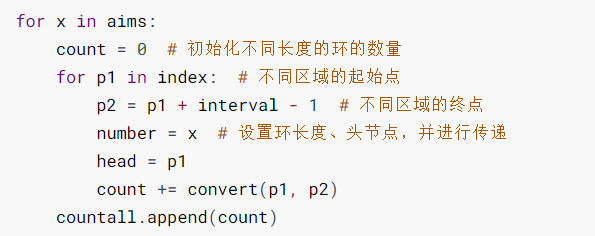 for x in aims:
    count = 0  # 初始化不同长度的环的数量
    for p1 in index:  # 不同区域的起始点
        p2 = p1 + interval - 1  # 不同区域的终点
        number = x  # 设置环长度、头节点，并进行传递
        head = p1
        count += convert(p1, p2)
    countall.append(count)